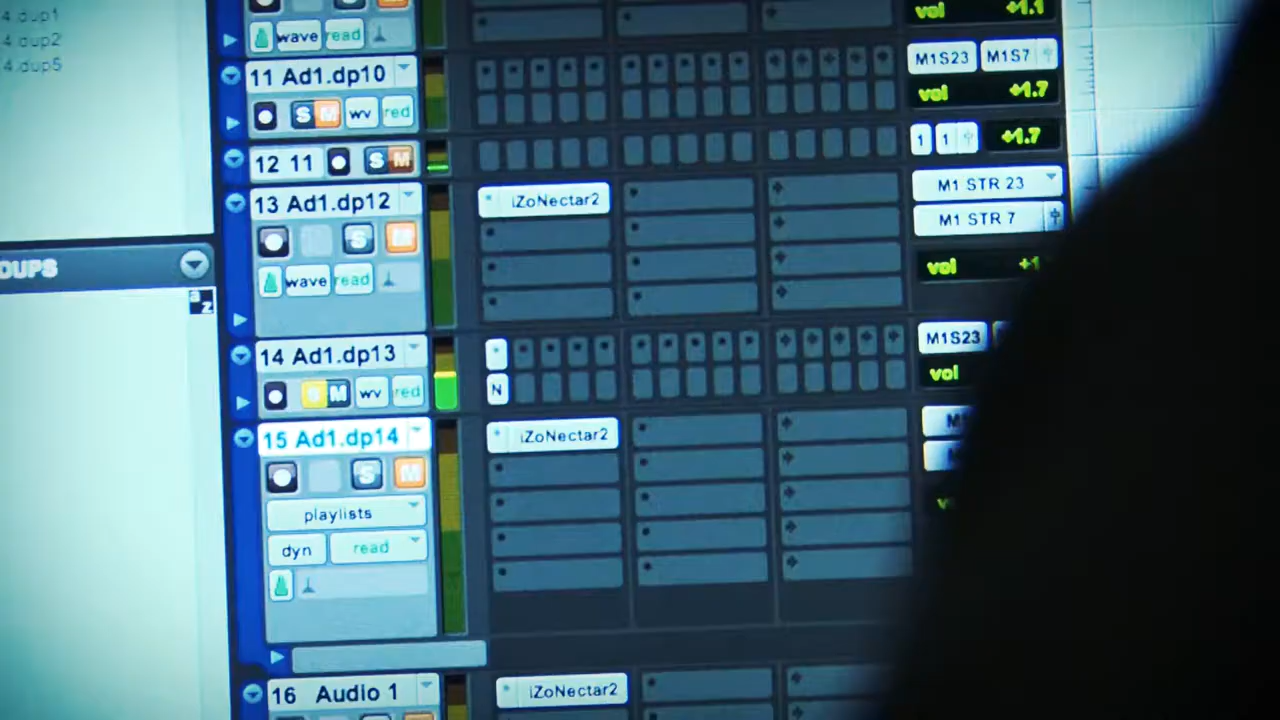 4.dup1
4.dup2
4.dup5
OUPS
a
z
wave read
vol +1.1
11 Ad1.dp10
S M wv red
M1S23 M1S7
vol +1.7
12 11 S M
1 1 +1.7
13 Ad1.dp12
S M
wave read
iZoNectar2
M1 STR 23
M1 STR 7
vol +1
14 Ad1.dp13
S M wv red
N
M1S23
vol
15 Ad1.dp14
S M
playlists
dyn read
iZoNectar2
16 Audio 1
iZoNectar2